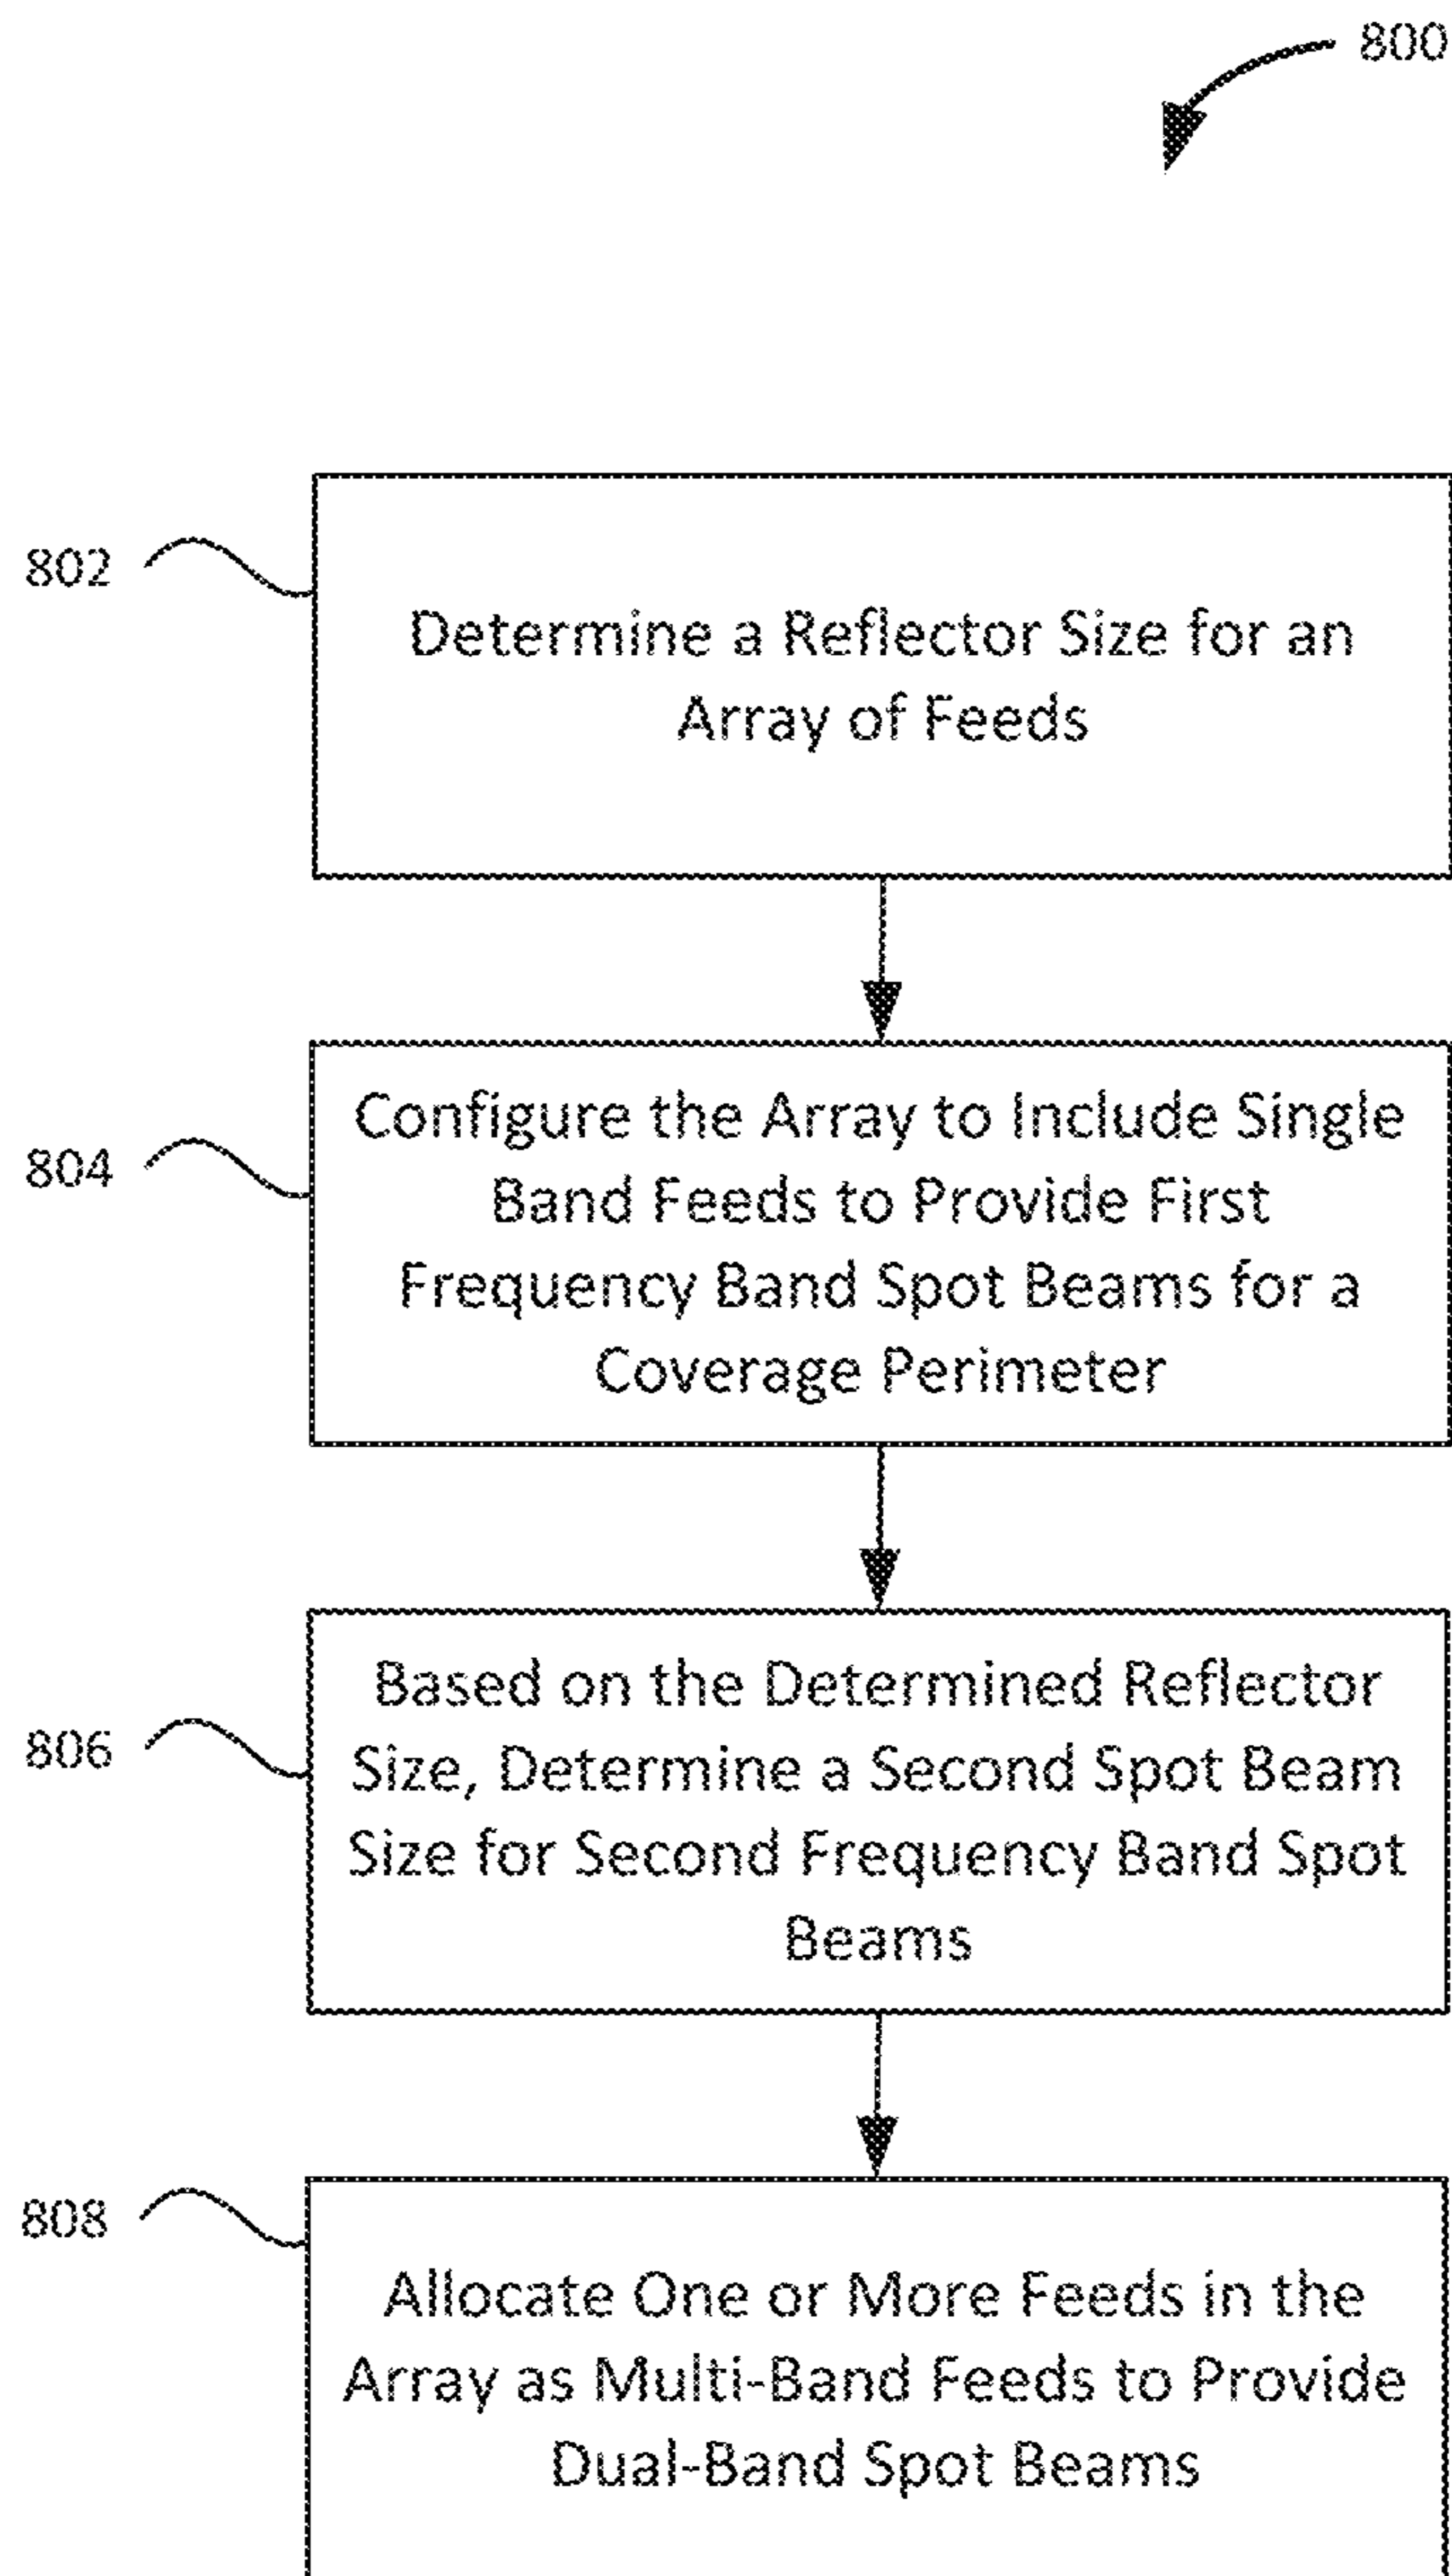 800
802
Determine a Reflector Size for an
Array of Feeds
804
Configure the Array to Include Single
Band Feeds to Provide First
Frequency Band Spot Beams for a
Coverage Perimeter
806
Based on the Determined Reflector
Size, Determine a Second Spot Beam
Size for Second Frequency Band Spot
Beams
808
Allocate One or More Feeds in the
Array as Multi-Band Feeds to Provide
Dual-Band Spot Beams